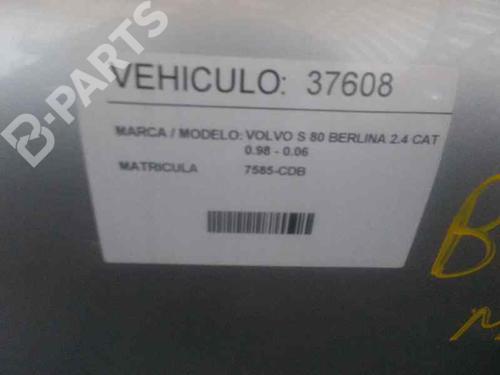 B-PARTS
VEHICULO: 37608
MARCA / MODELO: VOLVO S 80 BERLINA 2.4 CAT
0.98 - 0.06
MATRICULA 7585-CDB